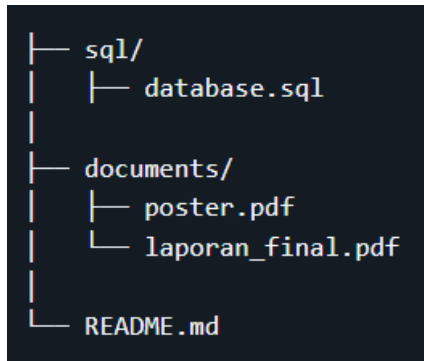 ├── sql/
│   ├── database.sql
│
├── documents/
│   ├── poster.pdf
│   └── laporan_final.pdf
│
└── README.md